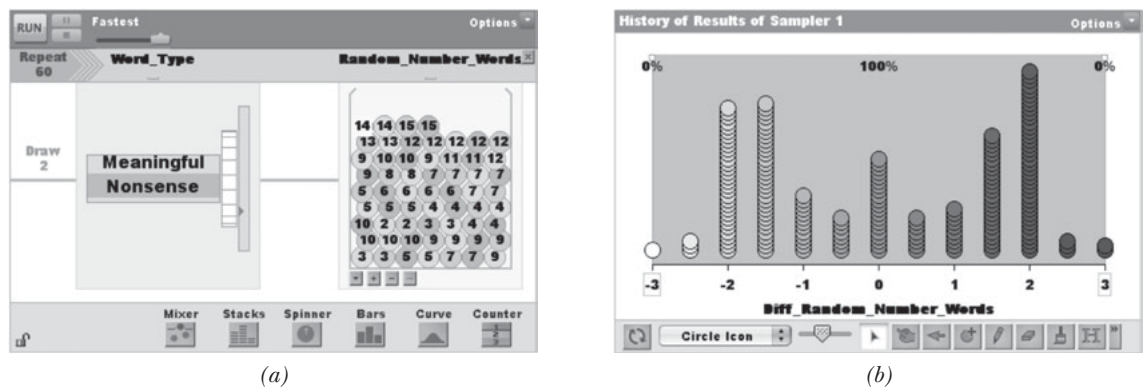 RUN
Fastest
Options
Repeat
60
Word_Type
Random_Number_Words
Draw
2
Meaningful
Nonsense
14 14 15 15
13 13 12 12 12 12 12
9 10 10 9 11 11 12
9 8 8 7 7 7 7
5 6 6 6 6 7 7
5 5 5 4 4 4 4
10 2 2 3 3 4 4
10 10 10 9 9 9 9
3 3 5 5 7 7 9
Mixer Stacks Spinner Bars Curve Counter
(a)
History of Results of Sampler 1
Options
0% 100% 0%
-3 -2 -1 0 1 2 3
Diff_Random_Number_Words
Circle Icon
(b)